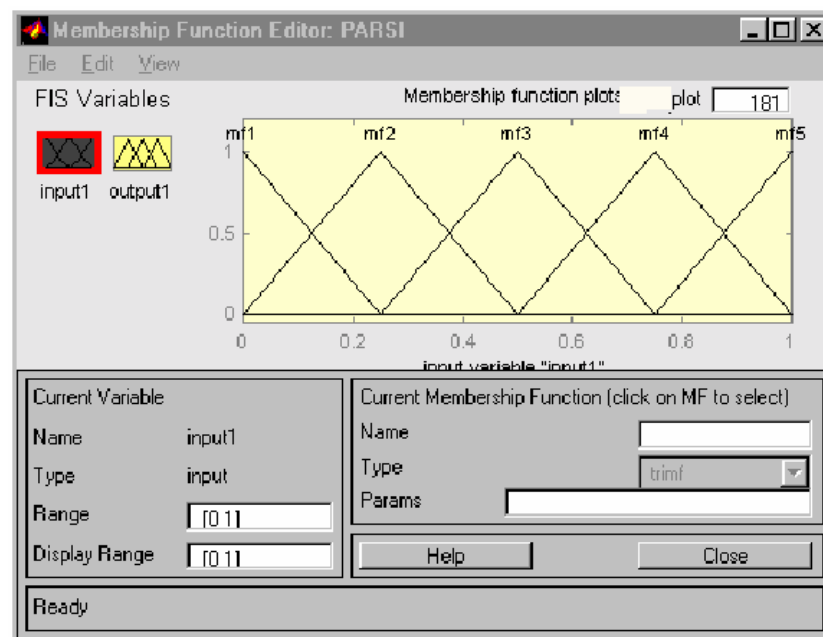 Membership Function Editor: PARSI
File Edit View
FIS Variables
Membership function plots plot 181
mf1 mf2 mf3 mf4 mf5
1
0.5
0
input1 output1
0 0.2 0.4 0.6 0.8 1
input variable "input1"
Current Variable
Name input1
Type input
Range [0 1]
Display Range [0 1]
Current Membership Function (click on MF to select)
Name
Type trimf
Params
Help Close
Ready